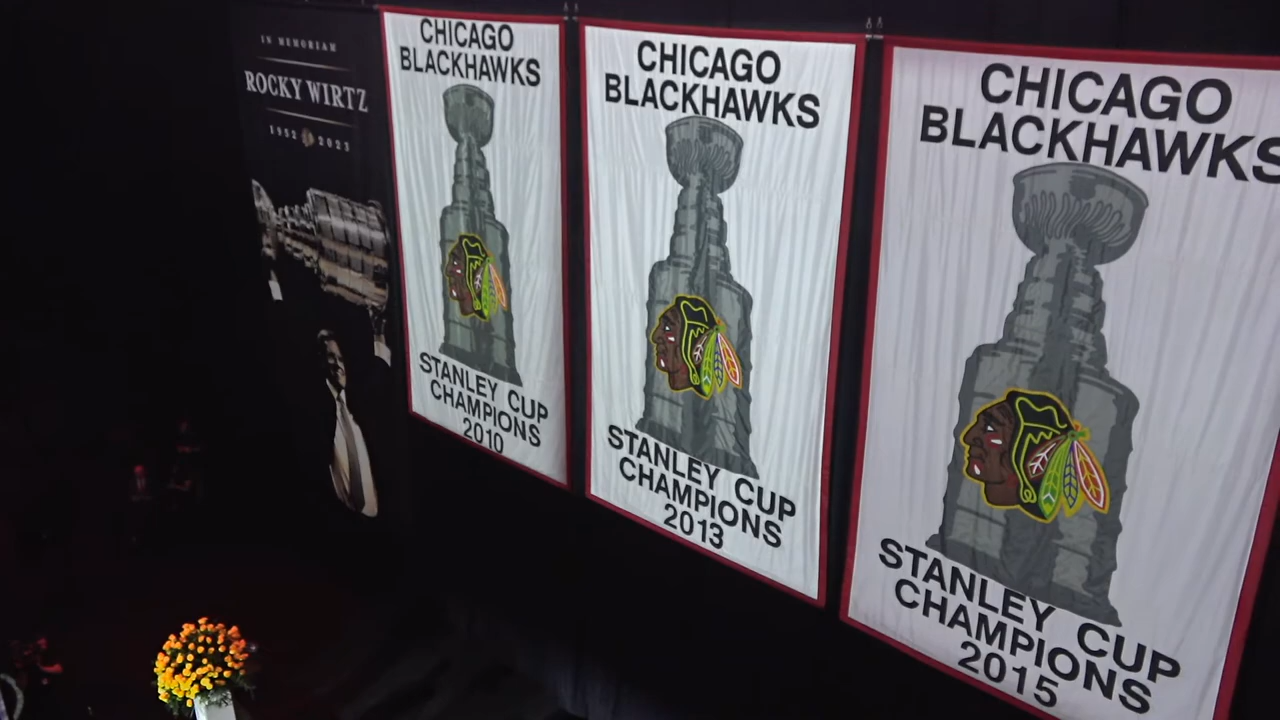 IN MEMORIAM
ROCKY WIRTZ
1952 2023
CHICAGO
BLACKHAWKS
STANLEY CUP
CHAMPIONS
2010
CHICAGO
BLACKHAWKS
STANLEY CUP
CHAMPIONS
2013
CHICAGO
BLACKHAWKS
STANLEY CUP
CHAMPIONS
2015